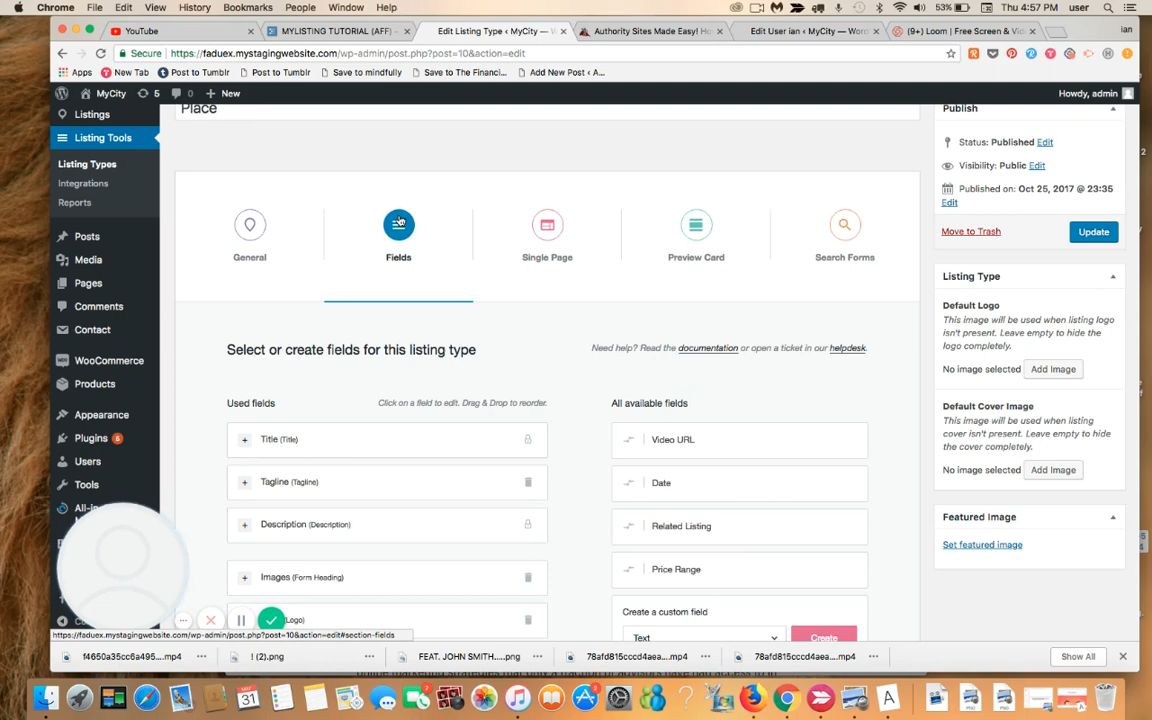 Chrome File Edit View History Bookmarks People Window Help 53% Thu 4:57 PM user
YouTube MYLISTING TUTORIAL (AFF) - Edit Listing Type ‹ MyCity — W Authority Sites Made Easy! Ho Edit User ian ‹ MyCity — Word (9+) Loom | Free Screen & Vid ian
Secure https://faduex.mystagingwebsite.com/wp-admin/post.php?post=10&action=edit
Apps New Tab Post to Tumblr Post to Tumblr Save to mindfully Save to The Financi... Add New Post ‹ A...
MyCity 5 0 New Howdy, admin
Listings
Listing Tools
Listing Types
Integrations
Reports
Posts
Media
Pages
Comments
Contact
WooCommerce
Products
Appearance
Plugins 6
Users
Tools
All-in
Place
General
Fields
Single Page
Preview Card
Search Forms
Select or create fields for this listing type
Need help? Read the documentation or open a ticket in our helpdesk.
Used fields
Click on a field to edit. Drag & Drop to reorder.
+ Title (Title)
+ Tagline (Tagline)
+ Description (Description)
+ Images (Form Heading)
(Logo)
All available fields
Video URL
Date
Related Listing
Price Range
Create a custom field
Text
Create
Publish
Status: Published Edit
Visibility: Public Edit
Published on: Oct 25, 2017 @ 23:35
Edit
Move to Trash
Update
Listing Type
Default Logo
This image will be used when listing logo
isn't present. Leave empty to hide the
logo completely.
No image selected Add Image
Default Cover Image
This image will be used when listing
cover isn't present. Leave empty to hide
the cover completely.
No image selected Add Image
Featured Image
Set featured image
https://faduex.mystagingwebsite.com/wp-admin/post.php?post=10&action=edit#section-fields
f4650a35cc6a495....mp4 ! (2).png FEAT. JOHN SMITH....png 78afd815cccd4aea....mp4 78afd815cccd4aea....mp4 Show All